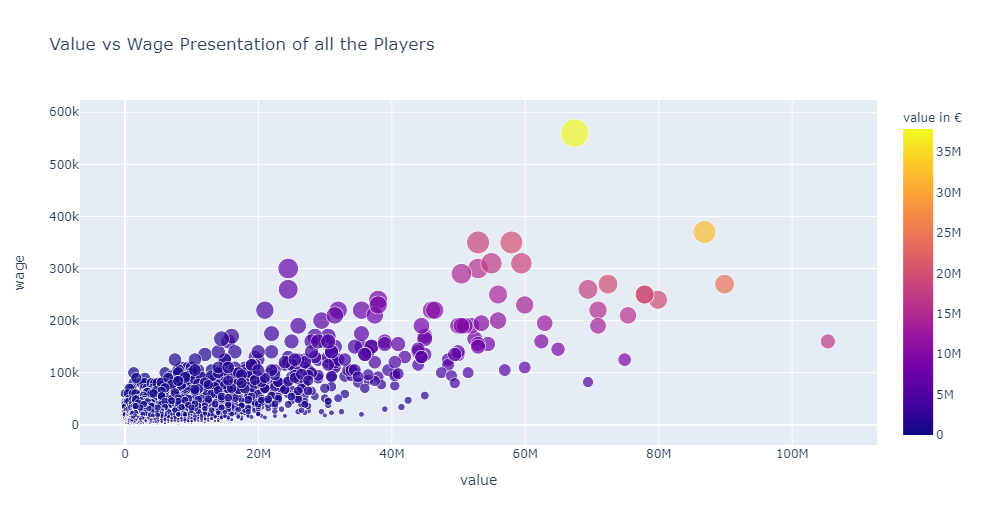 Value vs Wage Presentation of all the Players
600k
500k
400k
300k
200k
100k
0
wage
0
20M
40M
60M
80M
100M
value
value in €
35M
30M
25M
20M
15M
10M
5M
0